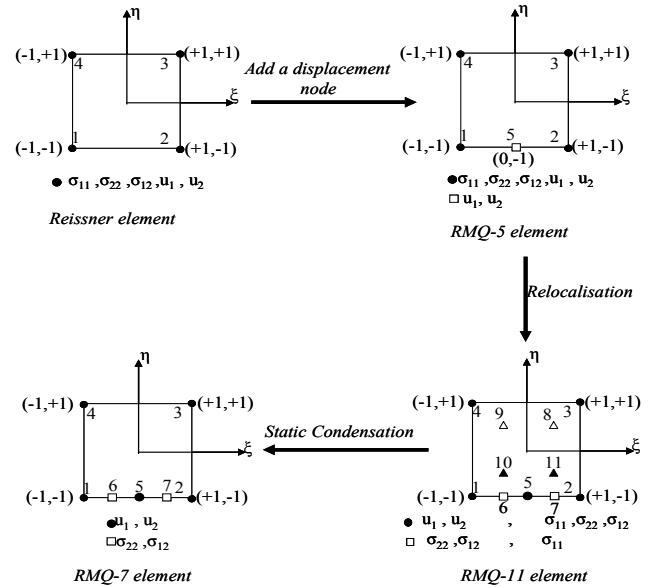 η
η
(-1,+1) 4 3 (+1,+1)
Add a displacement
node
(-1,+1) 4 3 (+1,+1)
ξ
ξ
(-1,-1) 1 2 (+1,-1)
(-1,-1) 1 5 2 (+1,-1)
(0,-1)
σ11 ,σ22 ,σ12,u1 , u2
σ11 ,σ22 ,σ12,u1 , u2
u1, u2
Reissner element
RMQ-5 element
Relocalisation
η
η
(-1,+1) 4 3 (+1,+1)
(-1,+1) 4 9 8 3 (+1,+1)
Static Condensation
ξ
ξ
10 11
(-1,-1) 1 6 5 7 2 (+1,-1)
(-1,-1) 1 5 2 (+1,-1)
6 7
u1 , u2
σ22 ,σ12
u1 , u2 , σ11 ,σ22 ,σ12
σ22 ,σ12 , σ11
RMQ-7 element
RMQ-11 element